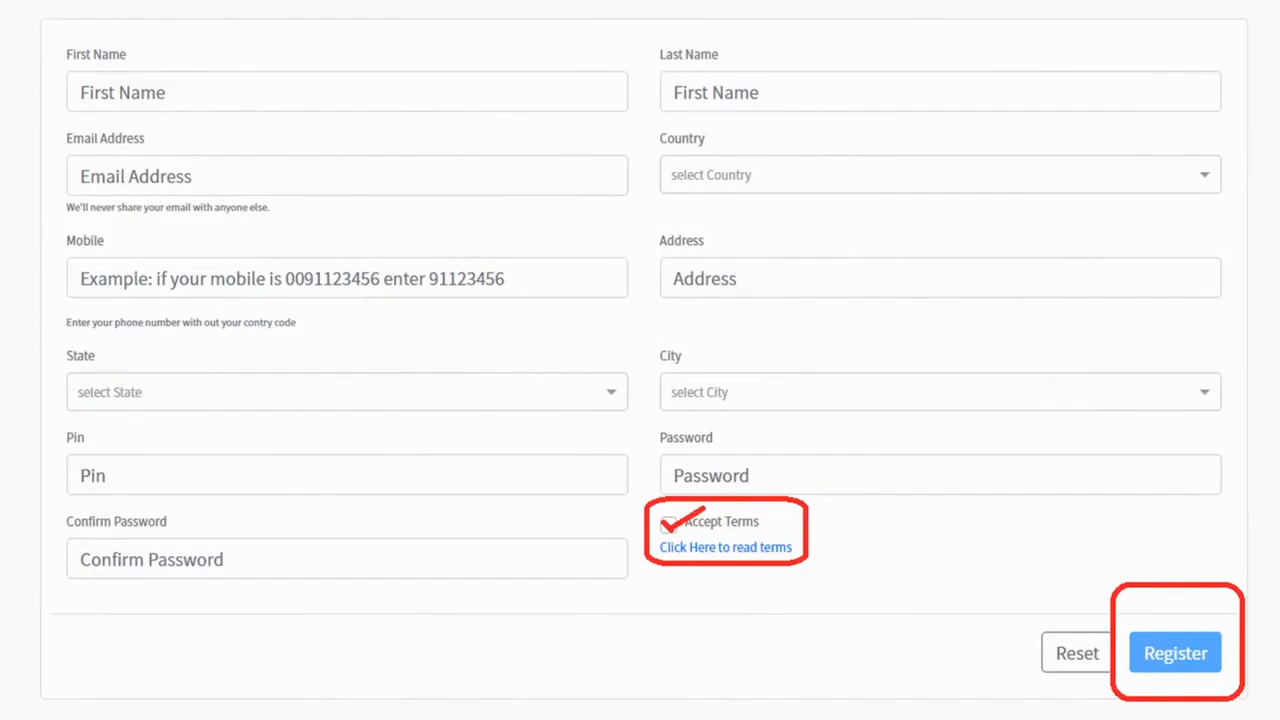 First Name
Last Name
First Name
First Name
Email Address
Country
Email Address
select Country
We'll never share your email with anyone else.
Mobile
Address
Example: if your mobile is 0091123456 enter 91123456
Address
Enter your phone number with out your contry code
State
City
select State
select City
Pin
Password
Pin
Password
Confirm Password
Accept Terms
Click Here to read terms
Confirm Password
Reset
Register